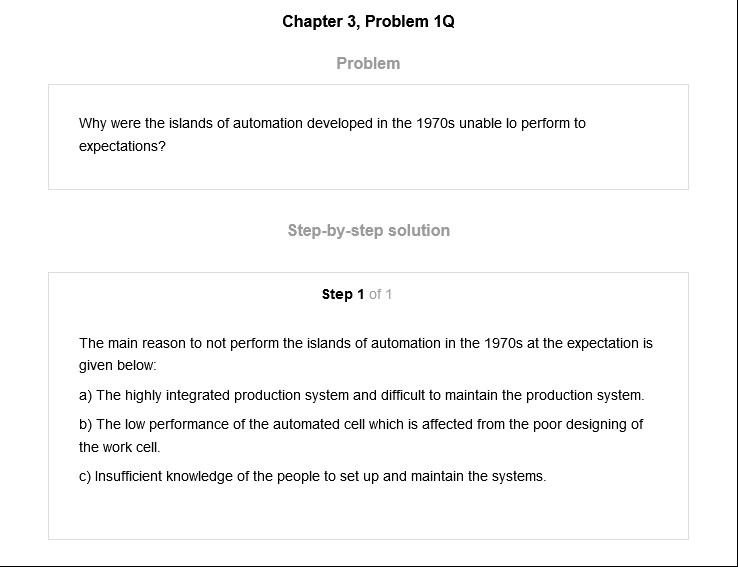 Chapter 3, Problem 1Q
Problem
Why were the islands of automation developed in the 1970s unable lo perform to
expectations?
Step-by-step solution
Step 1 of 1
The main reason to not perform the islands of automation in the 1970s at the expectation is
given below:
a) The highly integrated production system and difficult to maintain the production system.
b) The low performance of the automated cell which is affected from the poor designing of
the work cell.
c) Insufficient knowledge of the people to set up and maintain the systems.